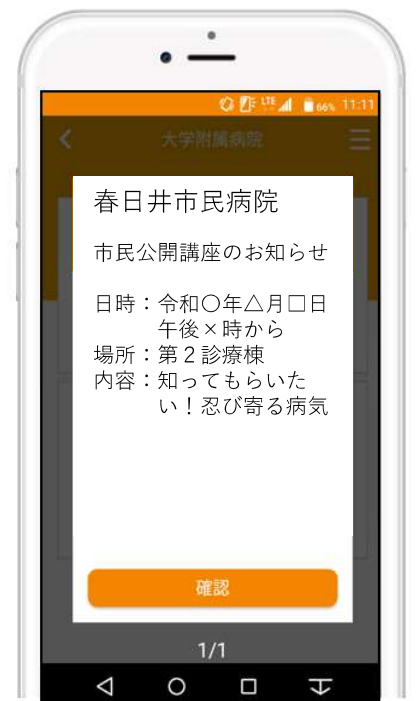 66% 11:11
大学附属病院
春日井市民病院
市民公開講座のお知らせ
日時：令和〇年△月□日
午後×時から
場所：第２診療棟
内容：知ってもらいた
い！忍び寄る病気
確認
1/1